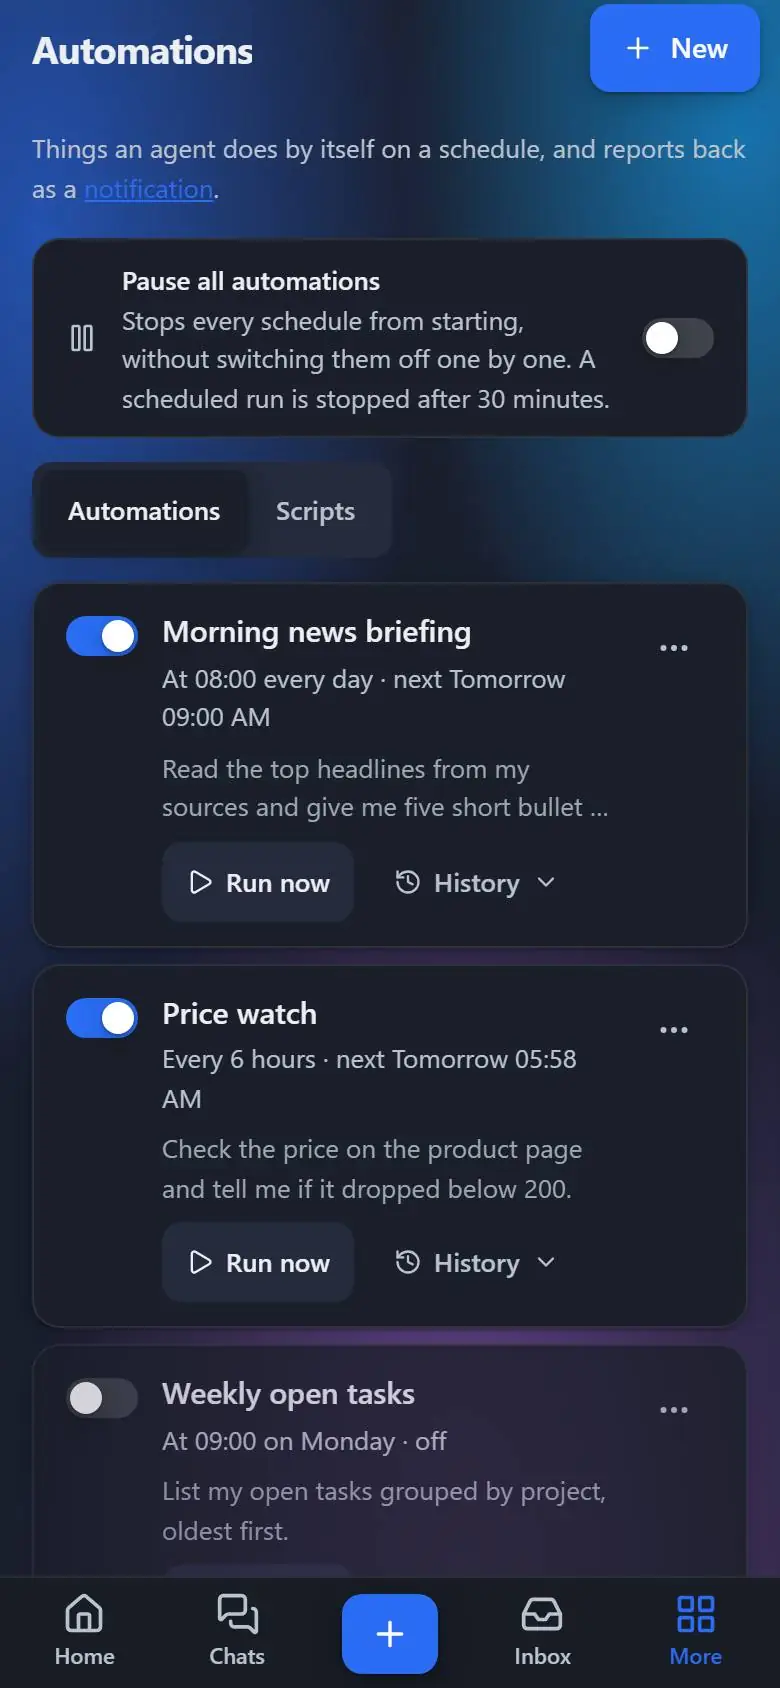 Automations
New
Things an agent does by itself on a schedule, and reports back
as a notification.
Pause all automations
Stops every schedule from starting,
without switching them off one by one. A
scheduled run is stopped after 30 minutes.
Automations
Scripts
Morning news briefing
At 08:00 every day · next Tomorrow
09:00 AM
Read the top headlines from my
sources and give me five short bullet ...
Run now
History
Price watch
Every 6 hours · next Tomorrow 05:58
AM
Check the price on the product page
and tell me if it dropped below 200.
Run now
History
Weekly open tasks
At 09:00 on Monday · off
List my open tasks grouped by project,
oldest first.
Home
Chats
Inbox
More